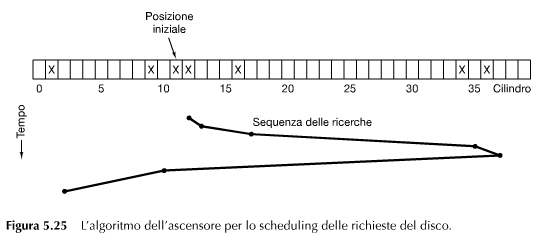 Posizione
iniziale
X X X X X X X
0 5 10 15 20 25 30 35 Cilindro
Sequenza delle ricerche
Tempo
Figura 5.25 L'algoritmo dell'ascensore per lo scheduling delle richieste del disco.